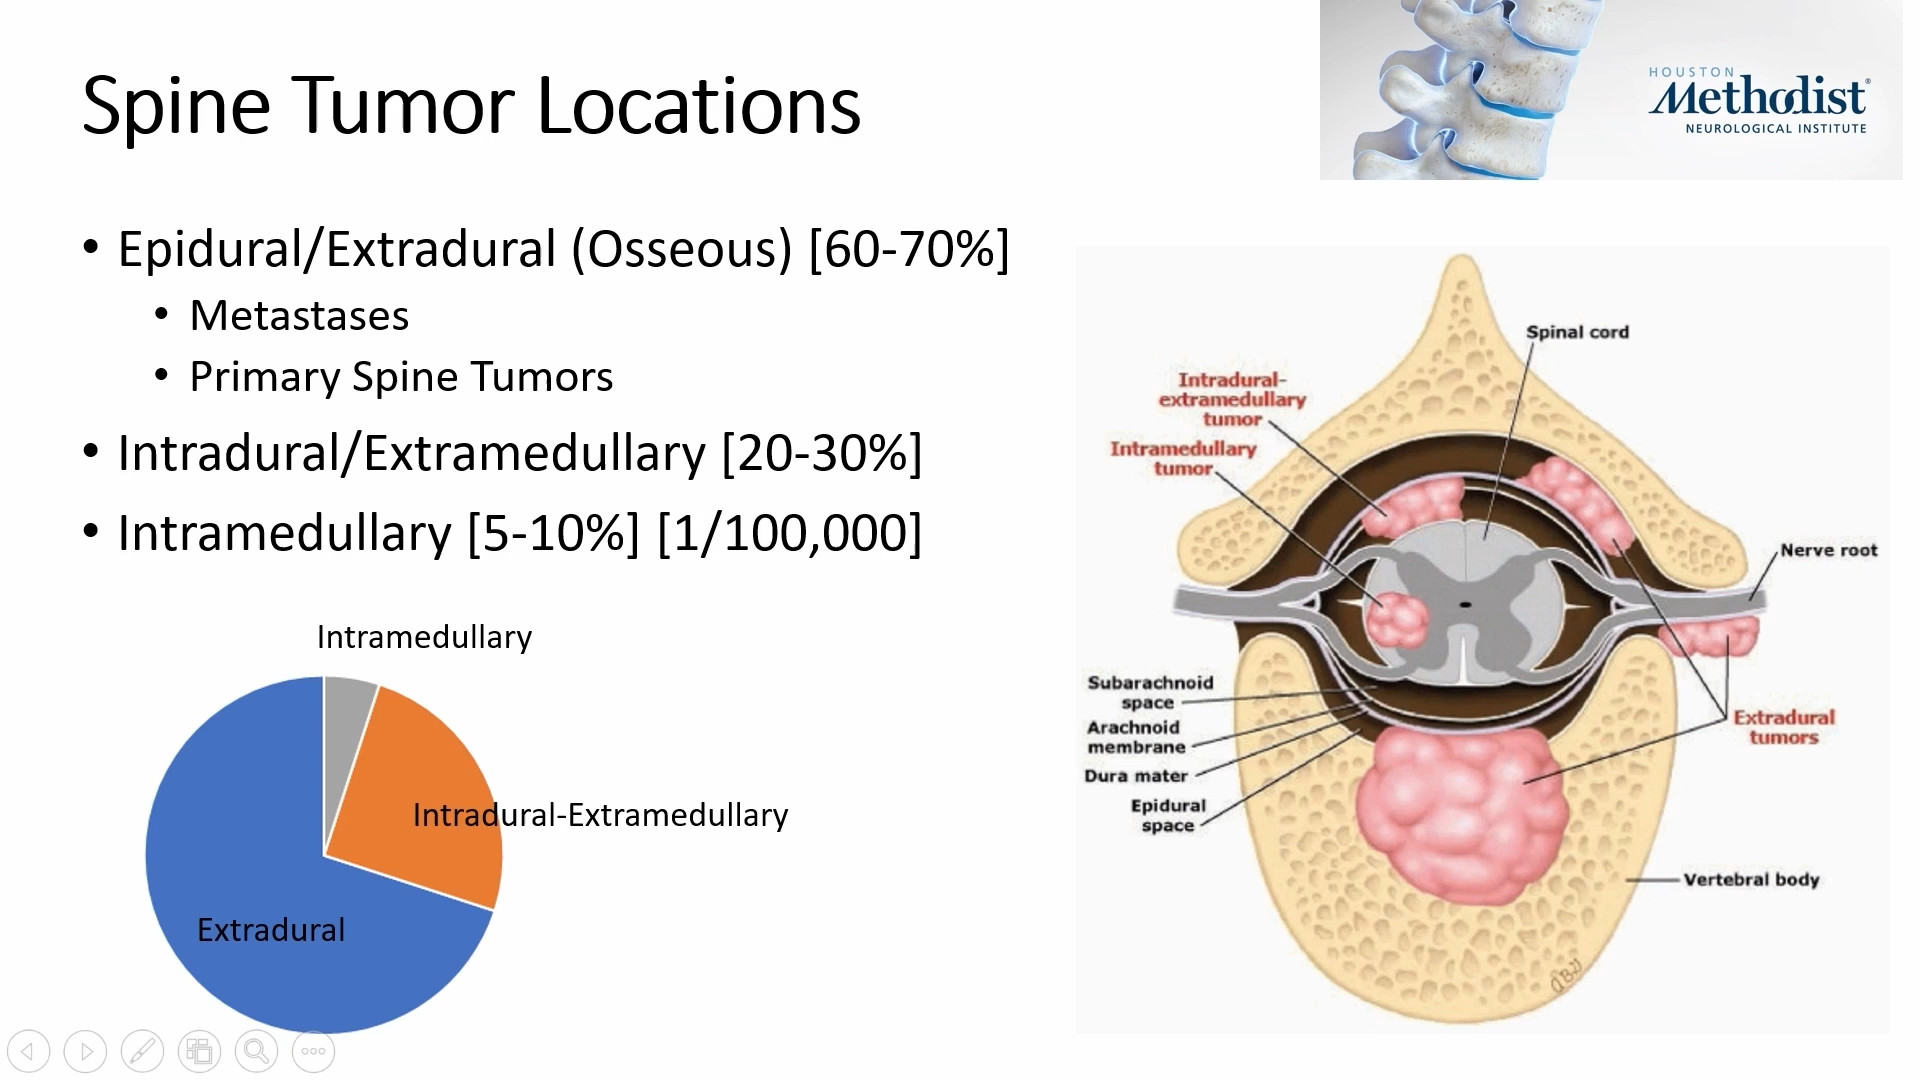 Spine Tumor Locations
HOUSTON
Methodist®
NEUROLOGICAL INSTITUTE
• Epidural/Extradural (Osseous) [60-70%]
• Metastases
• Primary Spine Tumors
• Intradural/Extramedullary [20-30%]
• Intramedullary [5-10%] [1/100,000]
Intramedullary
Intradural-Extramedullary
Extradural
Spinal cord
Intradural-
extramedullary
tumor
Intramedullary
tumor
Nerve root
Subarachnoid
space
Arachnoid
membrane
Dura mater
Epidural
space
Extradural
tumors
Vertebral body